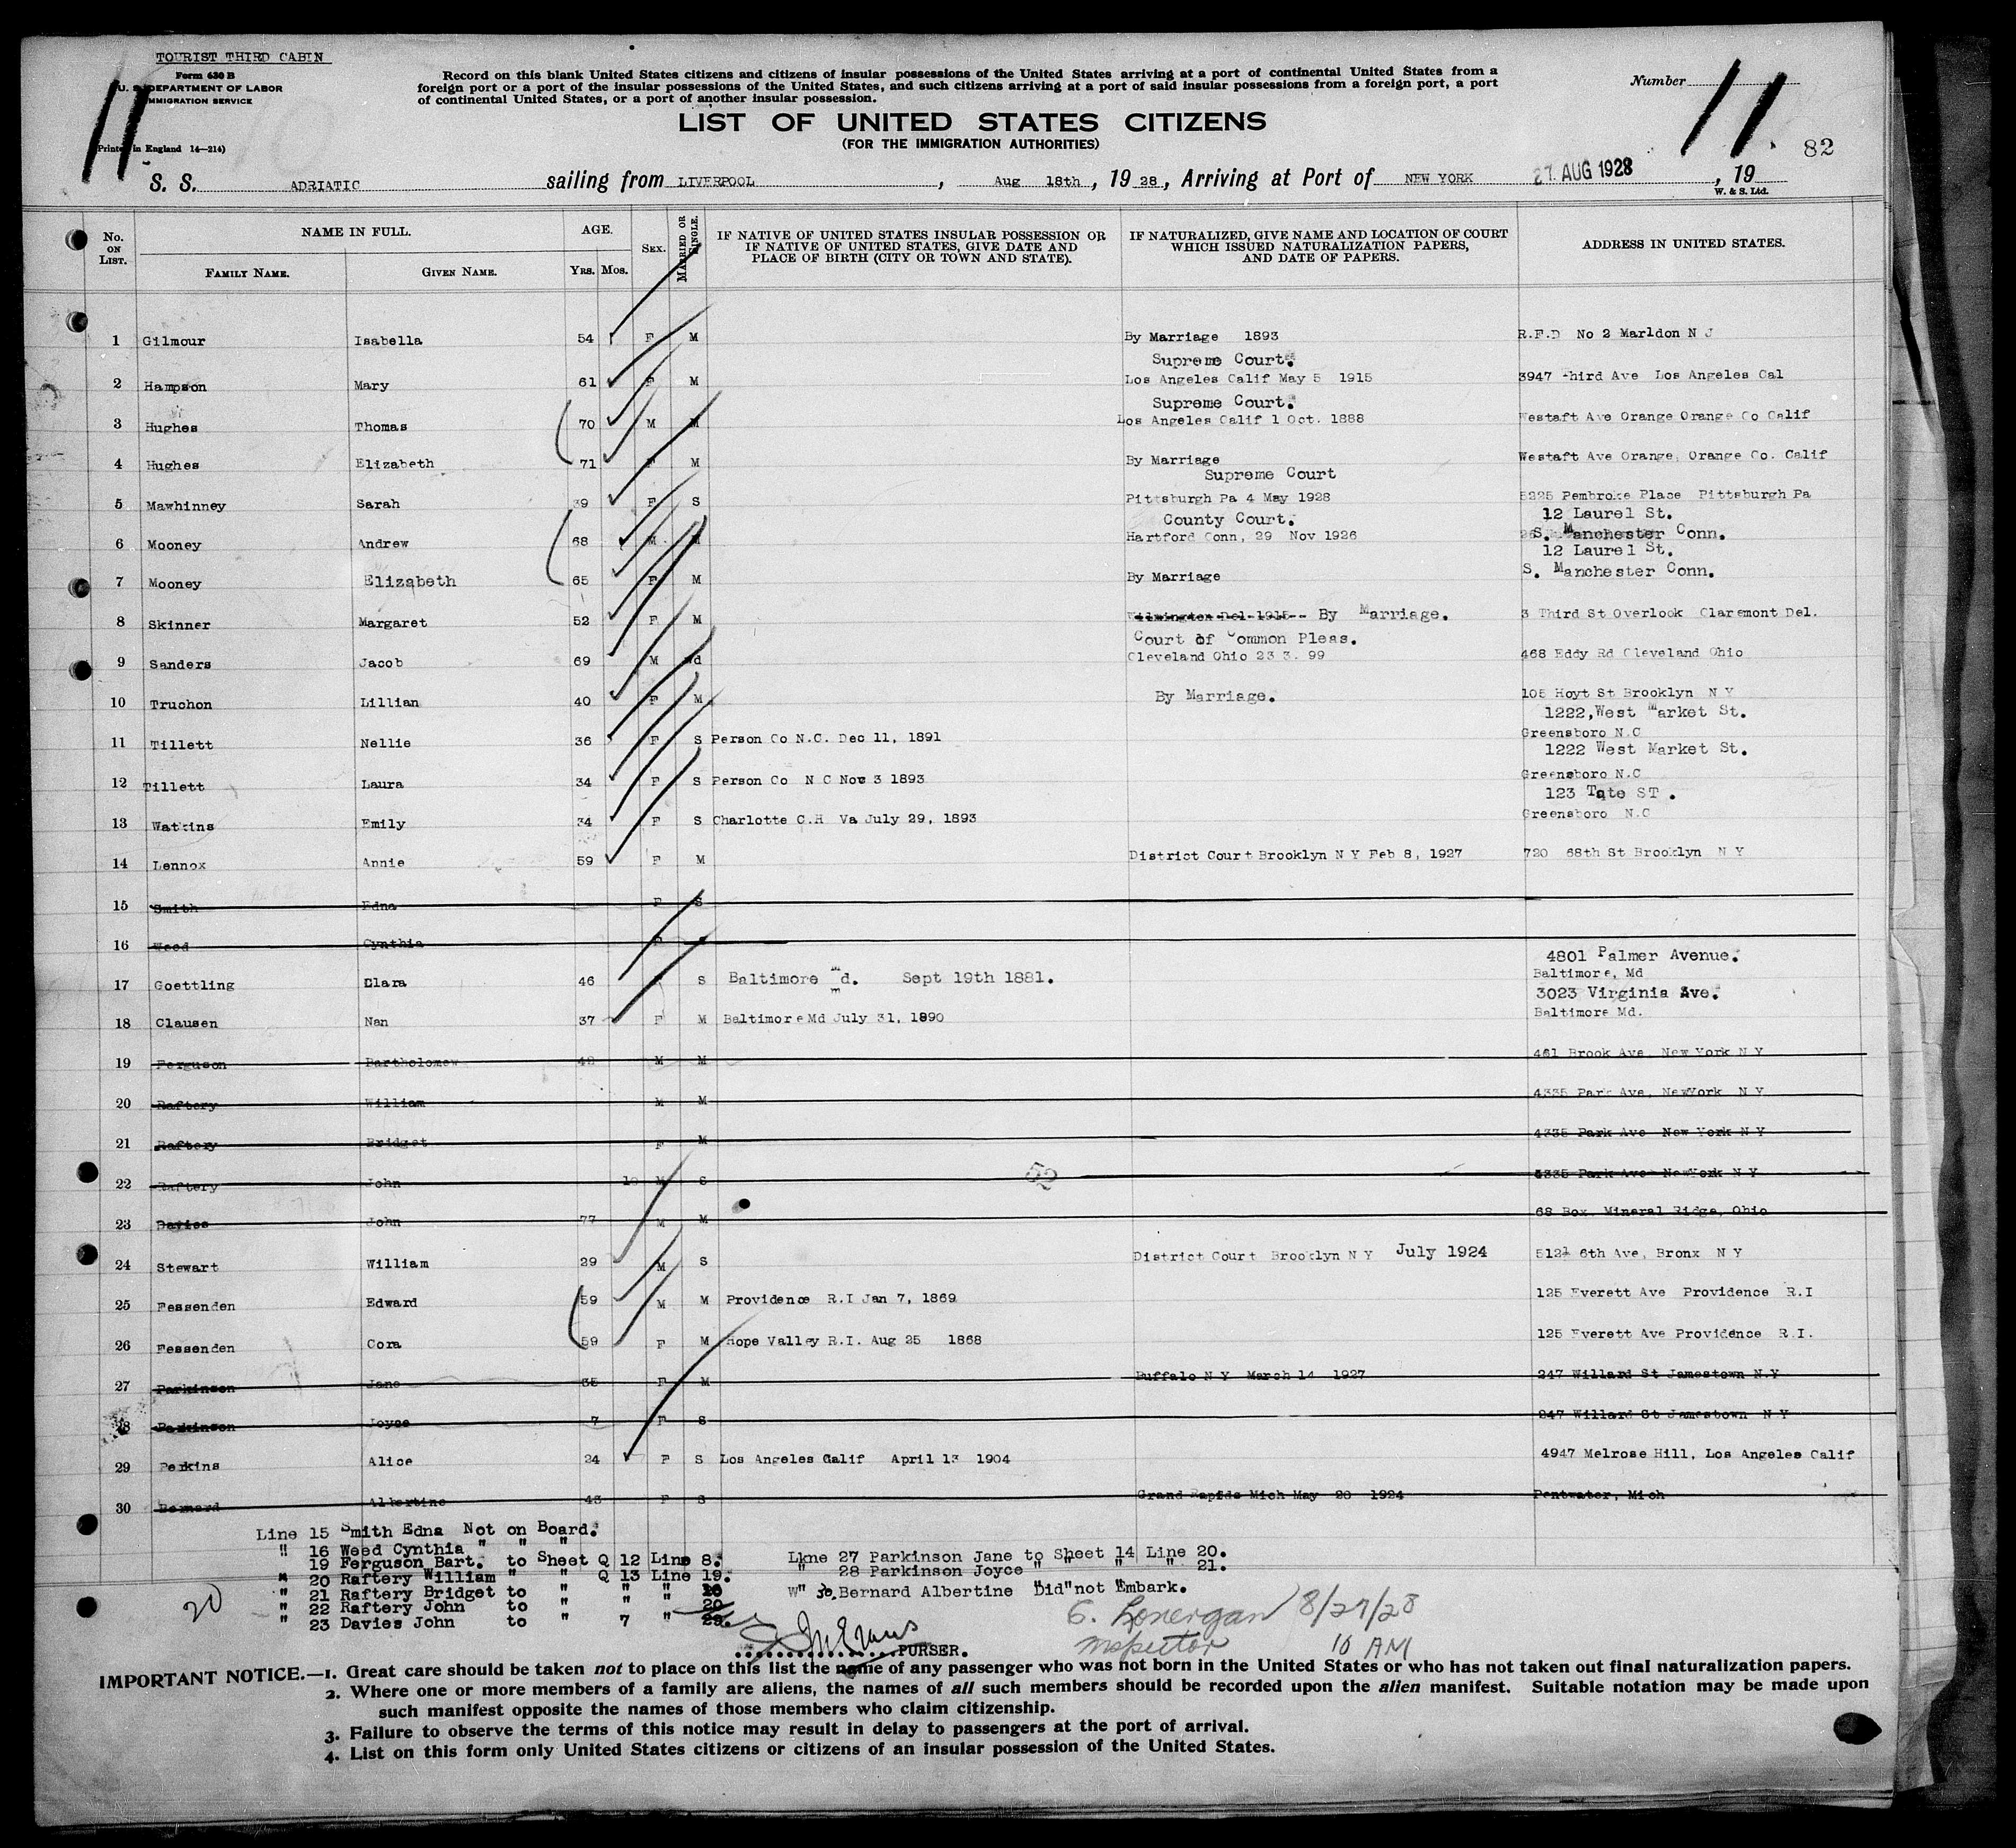 TOURIST THIRD CABIN
Form 630 B
U. S. DEPARTMENT OF LABOR
IMMIGRATION SERVICE
Printed in England 14—214)
11
Record on this blank United States citizens and citizens of insular possessions of the United States arriving at a port of continental United States from a
foreign port or a port of the insular possessions of the United States, and such citizens arriving at a port of said insular possessions from a foreign port, a port
of continental United States, or a port of another insular possession.
Number 11.
82
LIST OF UNITED STATES CITIZENS
(FOR THE IMMIGRATION AUTHORITIES)
S. S. ADRIATIC sailing from LIVERPOOL, Aug 18th, 1928, Arriving at Port of NEW YORK 27 AUG 1928, 19
W. & S. Ltd.
No. ON LIST. NAME IN FULL. FAMILY NAME. GIVEN NAME. AGE. YRS. MOS. SEX. MARRIED OR SINGLE.
IF NATIVE OF UNITED STATES INSULAR POSSESSION OR
IF NATIVE OF UNITED STATES, GIVE DATE AND
PLACE OF BIRTH (CITY OR TOWN AND STATE).
IF NATURALIZED, GIVE NAME AND LOCATION OF COURT
WHICH ISSUED NATURALIZATION PAPERS,
AND DATE OF PAPERS.
ADDRESS IN UNITED STATES.
1 Gilmour Isabella 54 F M By Marriage 1893 R.F.D No 2 Marldon N J
Supreme Court.
2 Hampson Mary 61 F M Los Angeles Calif May 5 1915 3947 hird Ave Los Angeles Cal
Supreme Court.
3 Hughes Thomas 70 M M Los Angeles Calif 1 Oct. 1888 Westaft Ave Orange Orange Co Calif
4 Hughes Elizabeth 71 F M By Marriage Westaft Ave Orange, Orange Co. Calif
Supreme Court
5 Mawhinney Sarah 39 F S Pittsburgh Pa 4 May 1928 5225 Pembroke Place Pittsburgh Pa
County Court. 12 Laurel St.
6 Mooney Andrew 68 M M Hartford Conn, 29 Nov 1926 S. Manchester Conn.
12 Laurel St.
7 Mooney Elizabeth 65 F M By Marriage S. Manchester Conn.
8 Skinner Margaret 52 F M Wilmington Del 1915 By Marriage. 3 Third St Overlook Claremont Del.
Court of Common Pleas.
9 Sanders Jacob 69 M Wd Cleveland Ohio 23 3. 99 468 Eddy Rd Cleveland Ohio
10 Truchon Lillian 40 F M By Marriage. 105 Hoyt St Brooklyn N Y
1222, West Market St.
11 Tillett Nellie 36 F S Person Co N.C. Dec 11, 1891 Greensboro N.C
1222 West Market St.
12 Tillett Laura 34 F S Person Co N C Nov 3 1893 Greensboro N.C
123 Tate ST .
13 Watkins Emily 34 F S Charlotte C.H Va July 29, 1893 Greensboro N.C
14 Lennox Annie 59 F M District Court Brooklyn N Y Feb 8, 1927 720 68th St Brooklyn N Y
15 Smith Edna F S
16 Weed Cynthia F
4801 Palmer Avenue.
17 Goettling Clara 46 F S Baltimore Md. Sept 19th 1881. Baltimore, Md
3023 Virginia Ave.
18 Clausen Nan 37 F M Baltimore Md July 31, 1890 Baltimore Md.
19 Ferguson Bartholomew 42 M M 461 Brook Ave, New York N Y
20 Raftery William M M 4335 Park Ave, NewYork N Y
21 Raftery Bridget F M 4335 Park Ave New York N Y
22 Raftery John 10 M S 4335 Park Ave NewYork N Y
52
23 Davies John 77 M M 68 Box Mineral Ridge, Ohio
24 Stewart William 29 M S District Court Brooklyn N Y July 1924 5121 6th Ave, Bronx N Y
25 Fessenden Edward 59 M M Providence R.I Jan 7, 1869 125 Everett Ave Providence R.I
26 Fessenden Cora 59 F M Hope Valley R.I. Aug 25 1868 125 Everett Ave Providence R.I.
27 Parkinson Jane 35 F M Buffalo N Y March 14 1927 247 Willard St Jamestown N.Y
28 Parkinson Joyce 7 F S 247 Willard St Jamestown N Y
29 Perkins Alice 24 F S Los Angeles Calif April 13 1904 4947 Melrose Hill, Los Angeles Calif
30 Bernard Albertine 43 F S Grand Rapids Mich May 20 1924 Pentwater, Mich
Line 15 Smith Edna Not on Board.
" 16 Weed Cynthia " " "
19 Ferguson Bart. to Sheet Q 12 Line 8.
" 20 Raftery William " " Q 13 Line 19.
" 21 Raftery Bridget to " " "
" 22 Raftery John to " " " 20
" 23 Davies John to " 7 " 29.
Line 27 Parkinson Jane to Sheet 14 Line 20.
" 28 Parkinson Joyce " " " " 21.
" 30. Bernard Albertine Did not Embark.
20
PURSER.
Lonergan 8/27/28
Inspector 10 AM
IMPORTANT NOTICE.—1. Great care should be taken not to place on this list the name of any passenger who was not born in the United States or who has not taken out final naturalization papers.
2. Where one or more members of a family are aliens, the names of all such members should be recorded upon the alien manifest. Suitable notation may be made upon
such manifest opposite the names of those members who claim citizenship.
3. Failure to observe the terms of this notice may result in delay to passengers at the port of arrival.
4. List on this form only United States citizens or citizens of an insular possession of the United States.